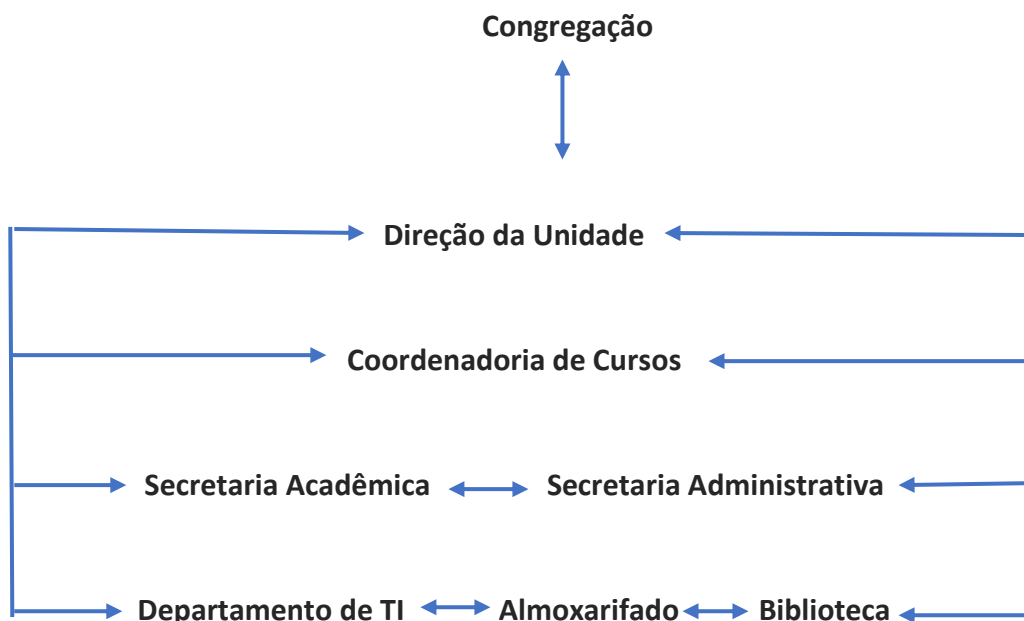 Congregação
Direção da Unidade
Coordenadoria de Cursos
Secretaria Acadêmica Secretaria Administrativa
Departamento de TI Almoxarifado Biblioteca